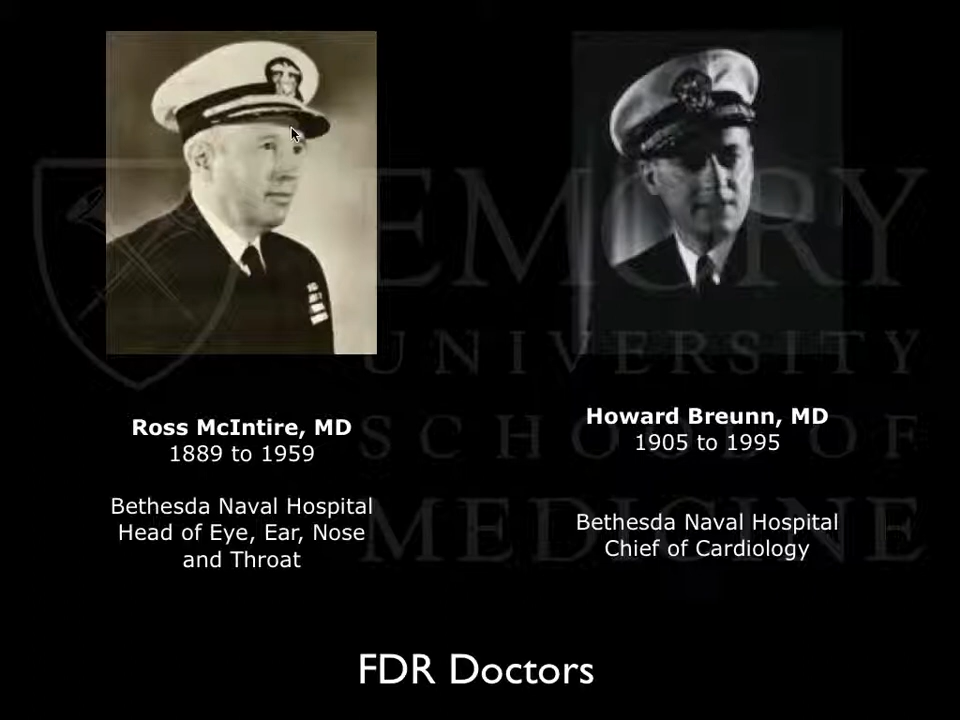 EMORY
UNIVERSITY
SCHOOL OF
MEDICINE
Ross McIntire, MD
1889 to 1959
Bethesda Naval Hospital
Head of Eye, Ear, Nose
and Throat
Howard Breunn, MD
1905 to 1995
Bethesda Naval Hospital
Chief of Cardiology
FDR Doctors